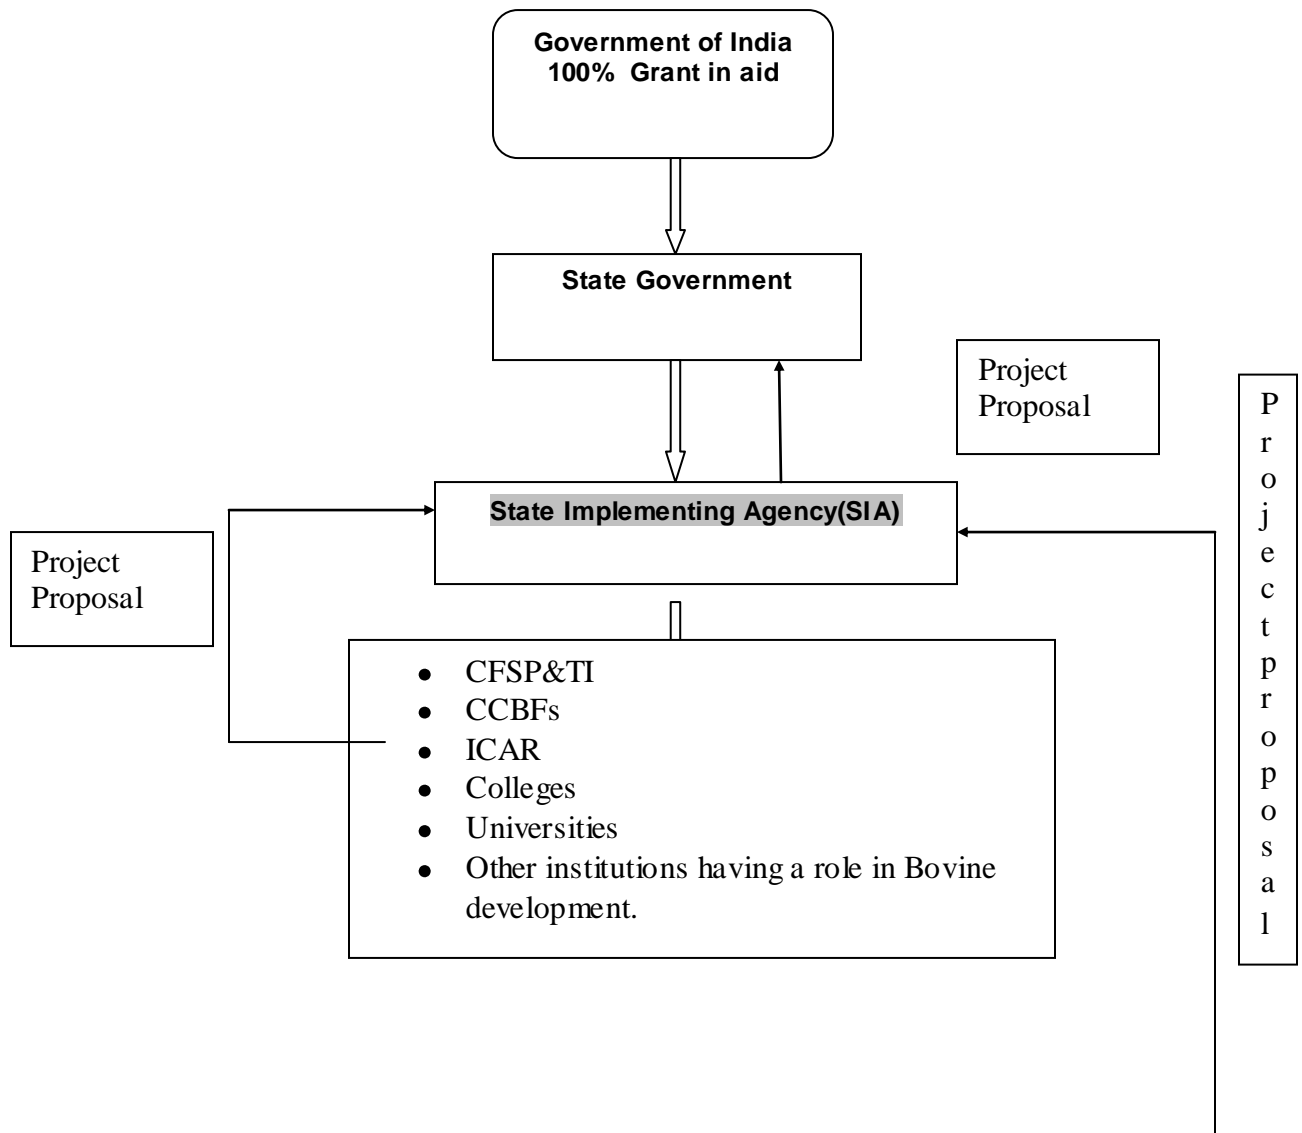 Government of India
100% Grant in aid
State Government
Project
Proposal
State Implementing Agency(SIA)
Project
Proposal
• CFSP&TI
• CCBFs
• ICAR
• Colleges
• Universities
• Other institutions having a role in Bovine
development.
P
r
o
j
e
c
t
p
r
o
p
o
s
a
l